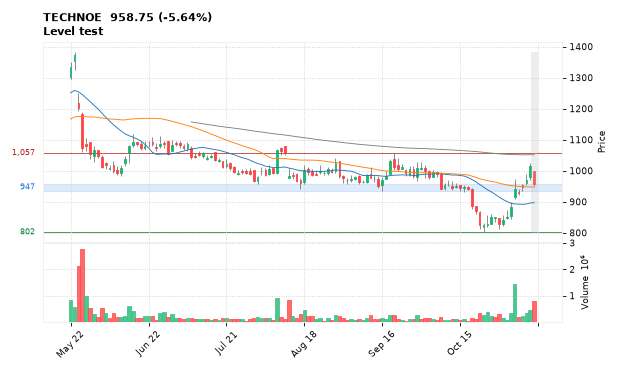 TECHNOE 958.75 (-5.64%)
Level test
1400
1300
1200
1100
1000
900
800
Price
1,057
947
802
3
2
1
Volume 10⁴
May 22
Jun 22
Jul 21
Aug 18
Sep 16
Oct 15